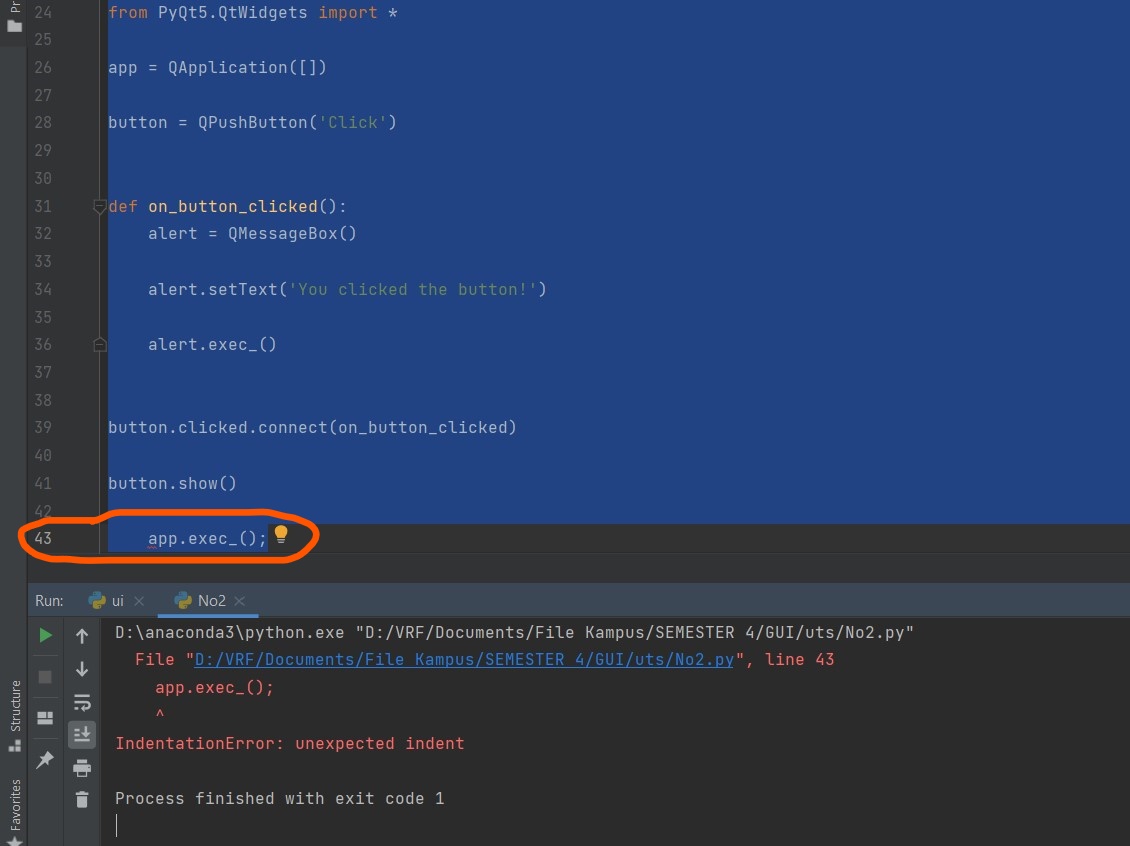 Pr
24 from PyQt5.QtWidgets import *
25
26 app = QApplication([])
27
28 button = QPushButton('Click')
29
30
31 def on_button_clicked():
32     alert = QMessageBox()
33
34     alert.setText('You clicked the button!')
35
36     alert.exec_()
37
38
39 button.clicked.connect(on_button_clicked)
40
41 button.show()
42
43     app.exec_();
Run: ui No2
D:\anaconda3\python.exe "D:/VRF/Documents/File Kampus/SEMESTER 4/GUI/uts/No2.py"
  File "D:/VRF/Documents/File Kampus/SEMESTER 4/GUI/uts/No2.py", line 43
    app.exec_();
    ^
IndentationError: unexpected indent
Process finished with exit code 1
Structure
Favorites